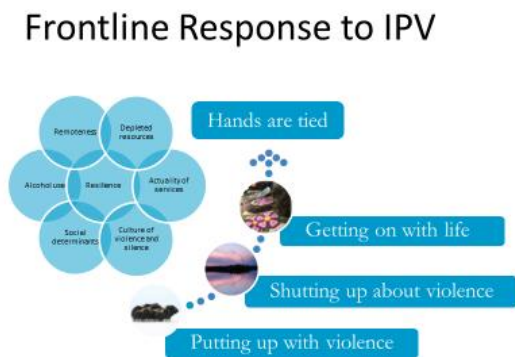 Frontline Response to IPV
Remoteness
Depleted
resources
Alcohol use
Resilience
Actuality of
services
Social
determinants
Culture of
violence and
silence
Hands are tied
Getting on with life
Shutting up about violence
Putting up with violence